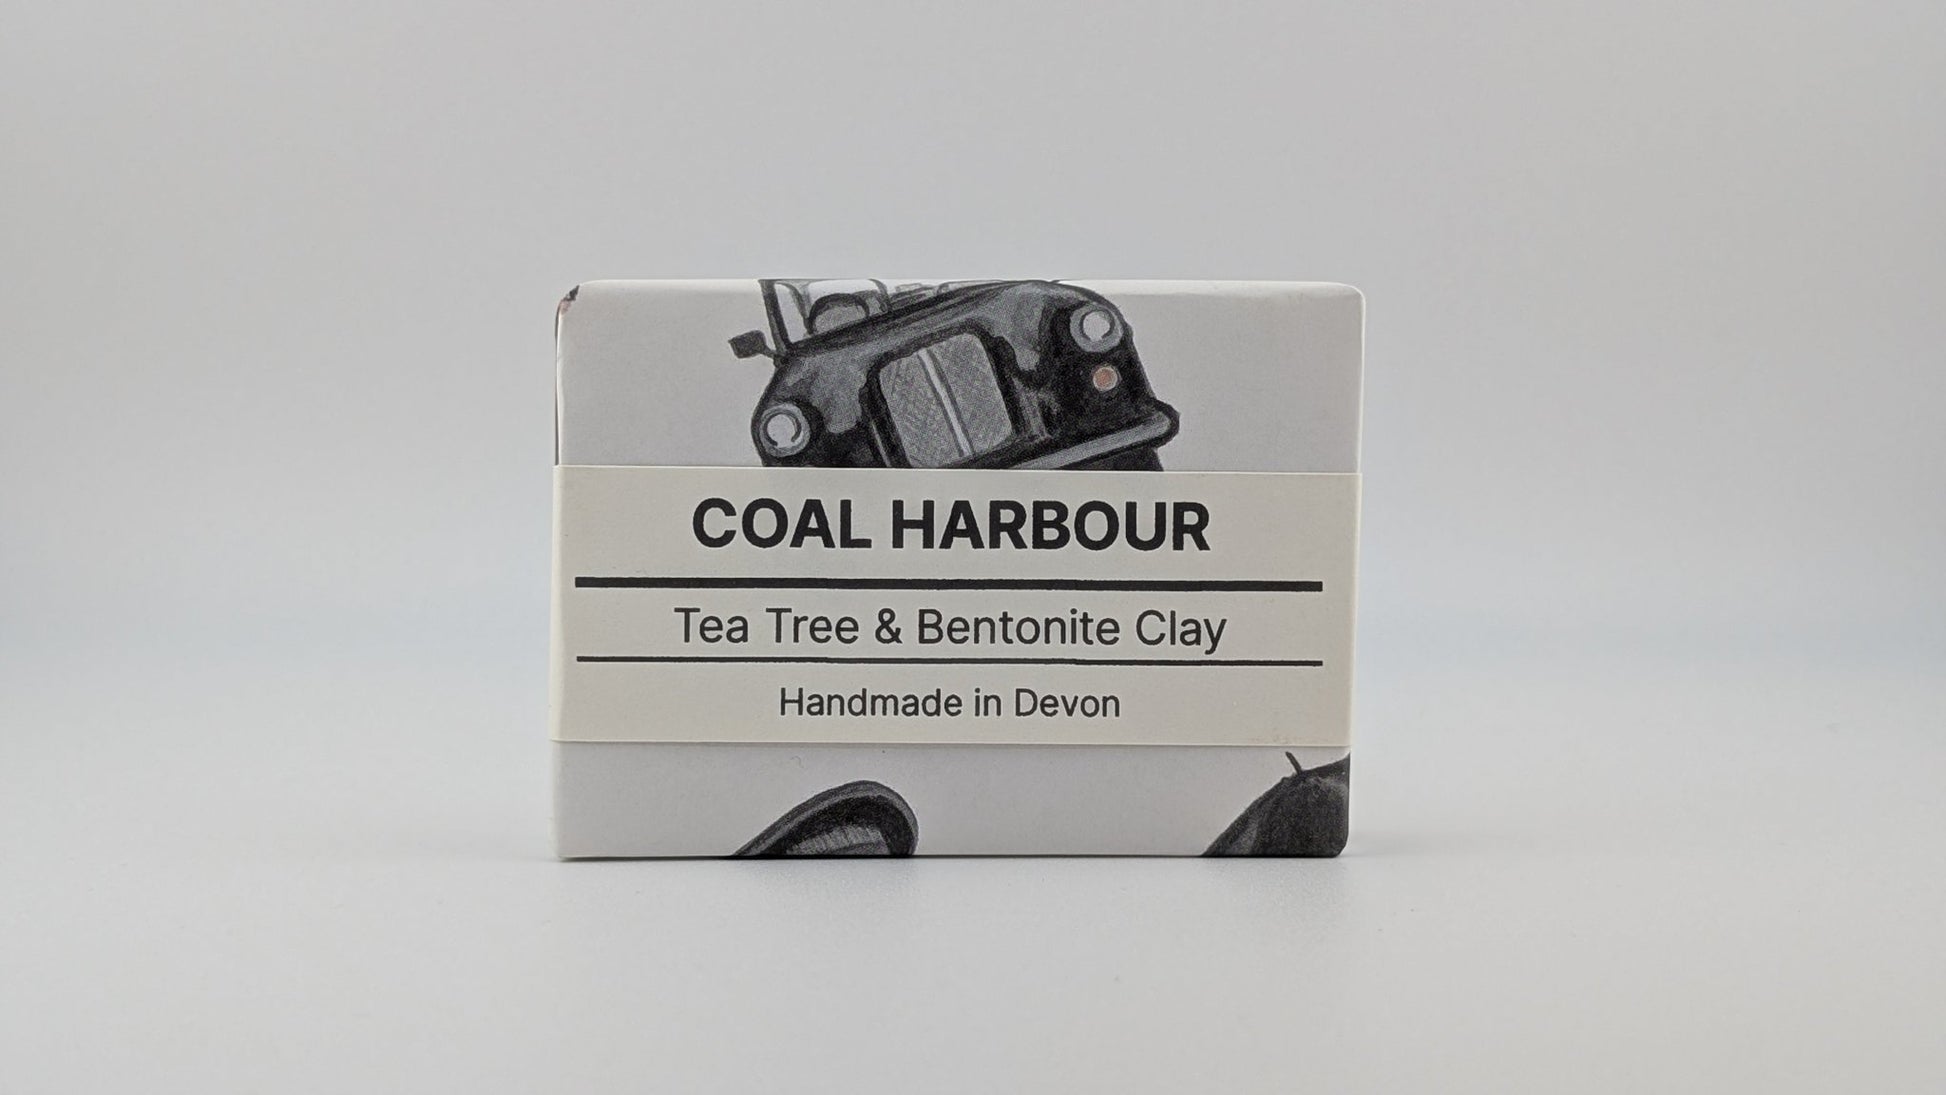 COAL HARBOUR
Tea Tree & Bentonite Clay
Handmade in Devon